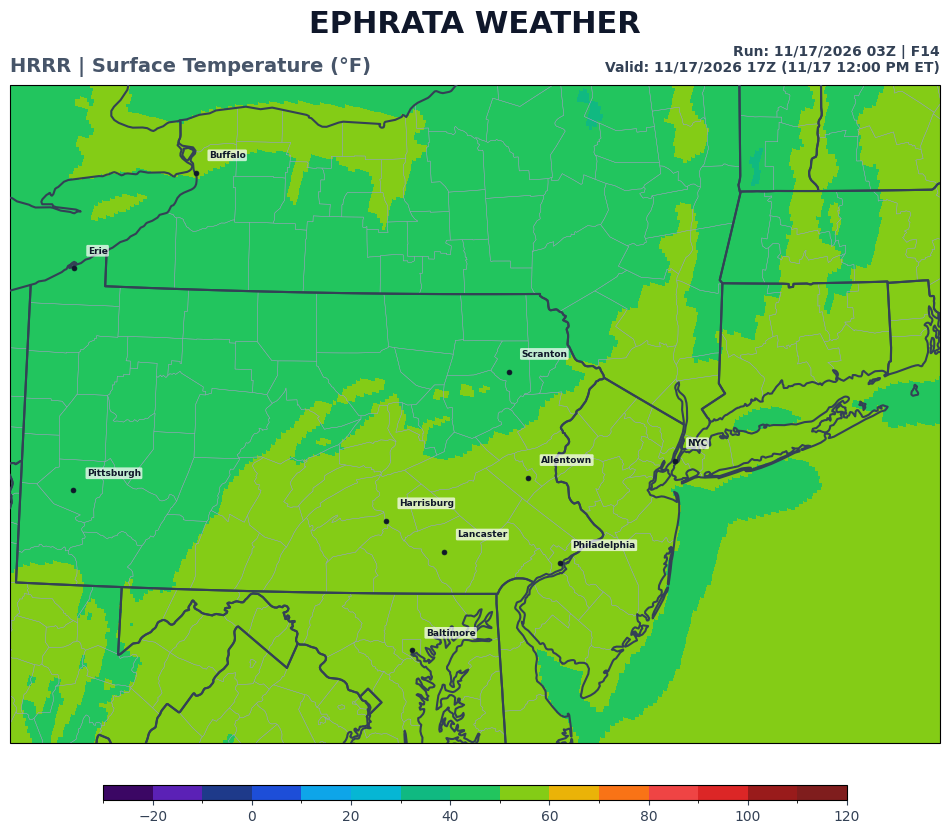 EPHRATA WEATHER
HRRR | Surface Temperature (°F)
Run: 11/17/2026 03Z | F14
Valid: 11/17/2026 17Z (11/17 12:00 PM ET)
Buffalo
Erie
Scranton
NYC
Allentown
Pittsburgh
Harrisburg
Lancaster
Philadelphia
Baltimore
−20 0 20 40 60 80 100 120